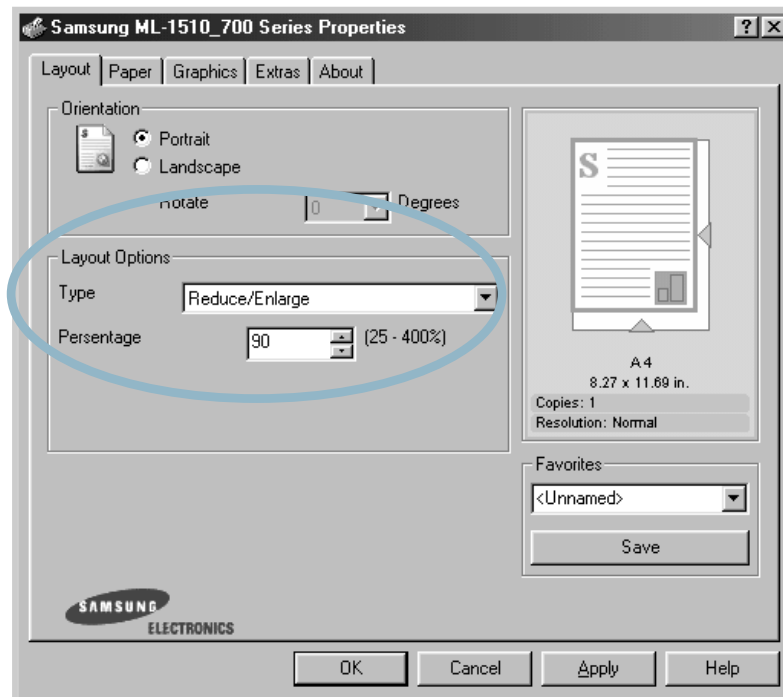 Samsung ML-1510_700 Series Properties
Layout Paper Graphics Extras About
Orientation
Portrait
Landscape
Rotate 0 Degrees
Layout Options
Type Reduce/Enlarge
Persentage 90 (25 - 400%)
S
S
A4
8.27 x 11.69 in.
Copies: 1
Resolution: Normal
Favorites
<Unnamed>
Save
SAMSUNG
ELECTRONICS
OK Cancel Apply Help